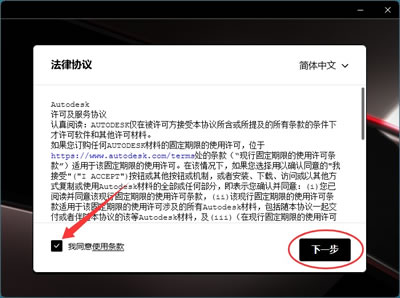 法律协议
简体中文
Autodesk
许可及服务协议
认真阅读：AUTODESK仅在被许可方接受本协议所含或所提及的所有条款的条件下
才许可软件和其他许可材料。
如果您订购任何AUTODESK材料的固定期限的使用许可，位于
https://www.autodesk.com/terms处的条款（“现行固定期限的使用许可条
款”）适用于该固定期限的使用许可。在该情况下，如果您选择用以确认同意的“我
接受”("I ACCEPT")按钮或其他按钮或机制，或者安装、下载、访问或以其他方
式复制或使用Autodesk材料的全部或任何部分，即表示您确认并同意：(i)您已
阅读并同意该现行固定期限的使用许可条款，(ii)该现行固定期限的使用许可条
款适用于该固定期限的使用许可涉及的所有Autodesk材料，包括随本协议一起交
付或者伴随本协议的该等Autodesk材料，及(iii)（在现行固定期限的使用许可
我同意使用条款
下一步